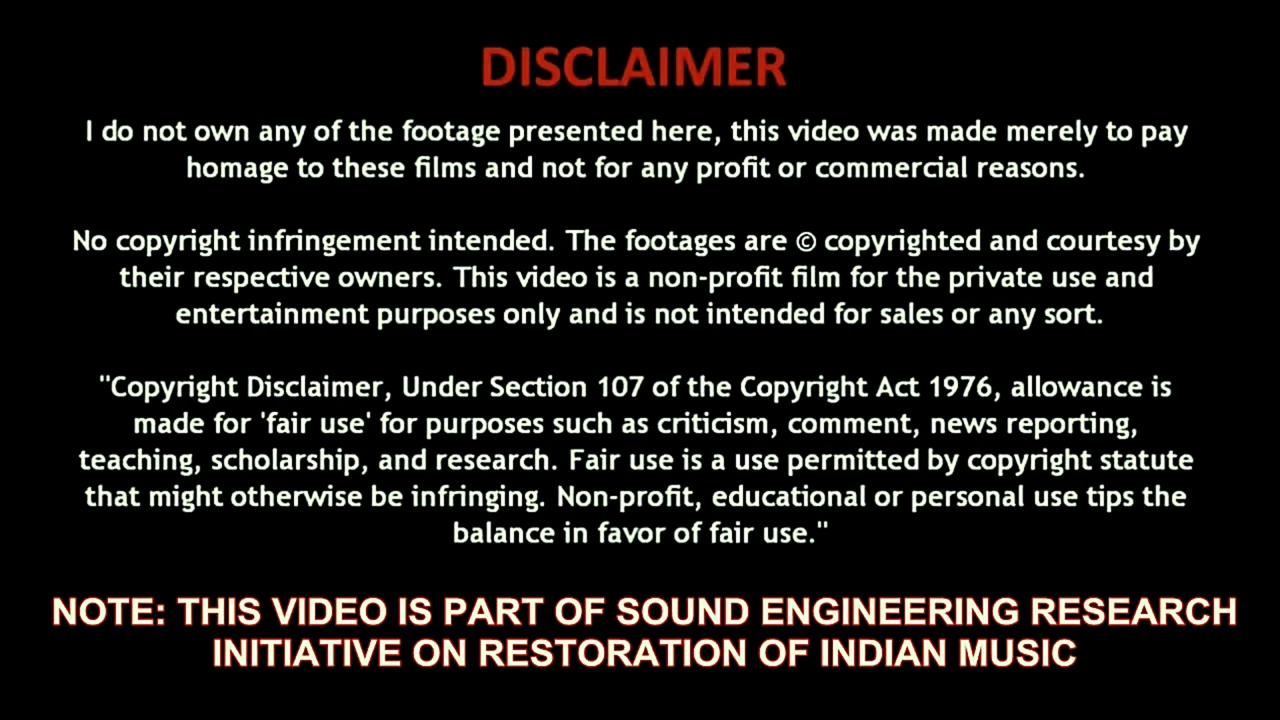 DISCLAIMER
I do not own any of the footage presented here, this video was made merely to pay
homage to these films and not for any profit or commercial reasons.
No copyright infringement intended. The footages are © copyrighted and courtesy by
their respective owners. This video is a non-profit film for the private use and
entertainment purposes only and is not intended for sales or any sort.
"Copyright Disclaimer, Under Section 107 of the Copyright Act 1976, allowance is
made for 'fair use' for purposes such as criticism, comment, news reporting,
teaching, scholarship, and research. Fair use is a use permitted by copyright statute
that might otherwise be infringing. Non-profit, educational or personal use tips the
balance in favor of fair use."
NOTE: THIS VIDEO IS PART OF SOUND ENGINEERING RESEARCH
INITIATIVE ON RESTORATION OF INDIAN MUSIC